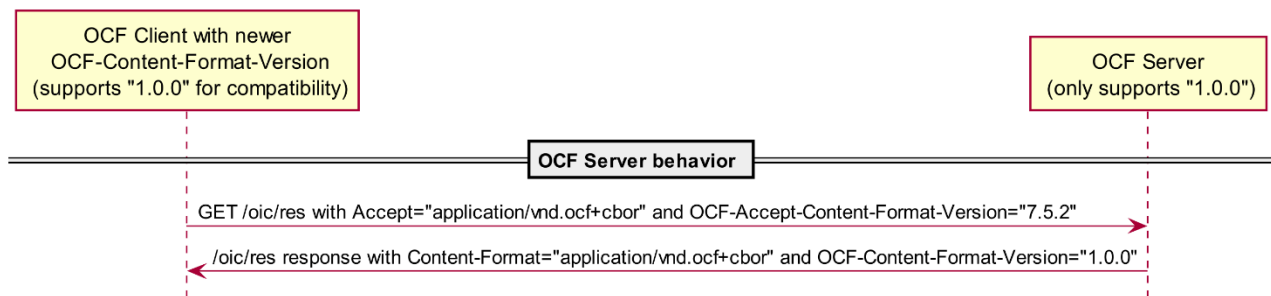 OCF Client with newer
OCF-Content-Format-Version
(supports "1.0.0" for compatibility)
OCF Server
(only supports "1.0.0")
OCF Server behavior
GET /oic/res with Accept="application/vnd.ocf+cbor" and OCF-Accept-Content-Format-Version="7.5.2"
/oic/res response with Content-Format="application/vnd.ocf+cbor" and OCF-Content-Format-Version="1.0.0"